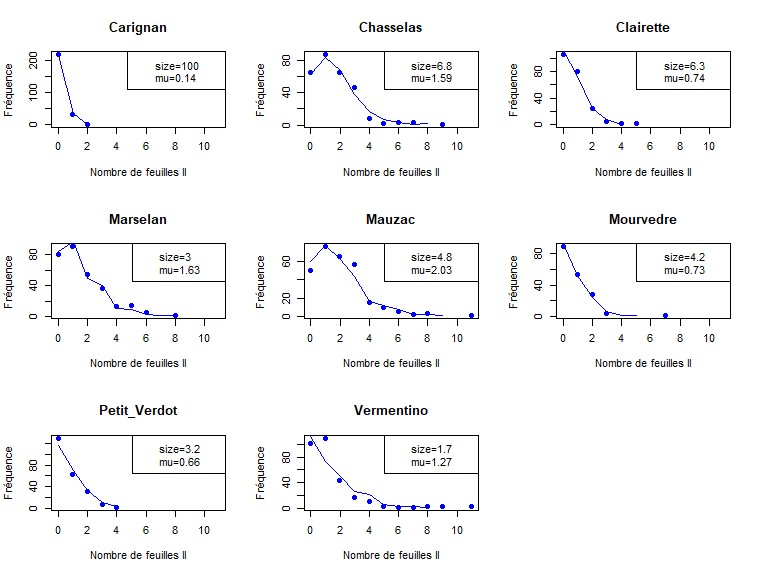 Carignan
size=100
mu=0.14
Fréquence
0 100 200
0 2 4 6 8 10
Nombre de feuilles II
Chasselas
size=6.8
mu=1.59
Fréquence
0 40 80
0 2 4 6 8 10
Nombre de feuilles II
Clairette
size=6.3
mu=0.74
Fréquence
0 40 80
0 2 4 6 8 10
Nombre de feuilles II
Marselan
size=3
mu=1.63
Fréquence
0 40 80
0 2 4 6 8 10
Nombre de feuilles II
Mauzac
size=4.8
mu=2.03
Fréquence
0 20 60
0 2 4 6 8 10
Nombre de feuilles II
Mourvedre
size=4.2
mu=0.73
Fréquence
0 40 80
0 2 4 6 8 10
Nombre de feuilles II
Petit_Verdot
size=3.2
mu=0.66
Fréquence
0 40 80
0 2 4 6 8 10
Nombre de feuilles II
Vermentino
size=1.7
mu=1.27
Fréquence
0 40 80
0 2 4 6 8 10
Nombre de feuilles II